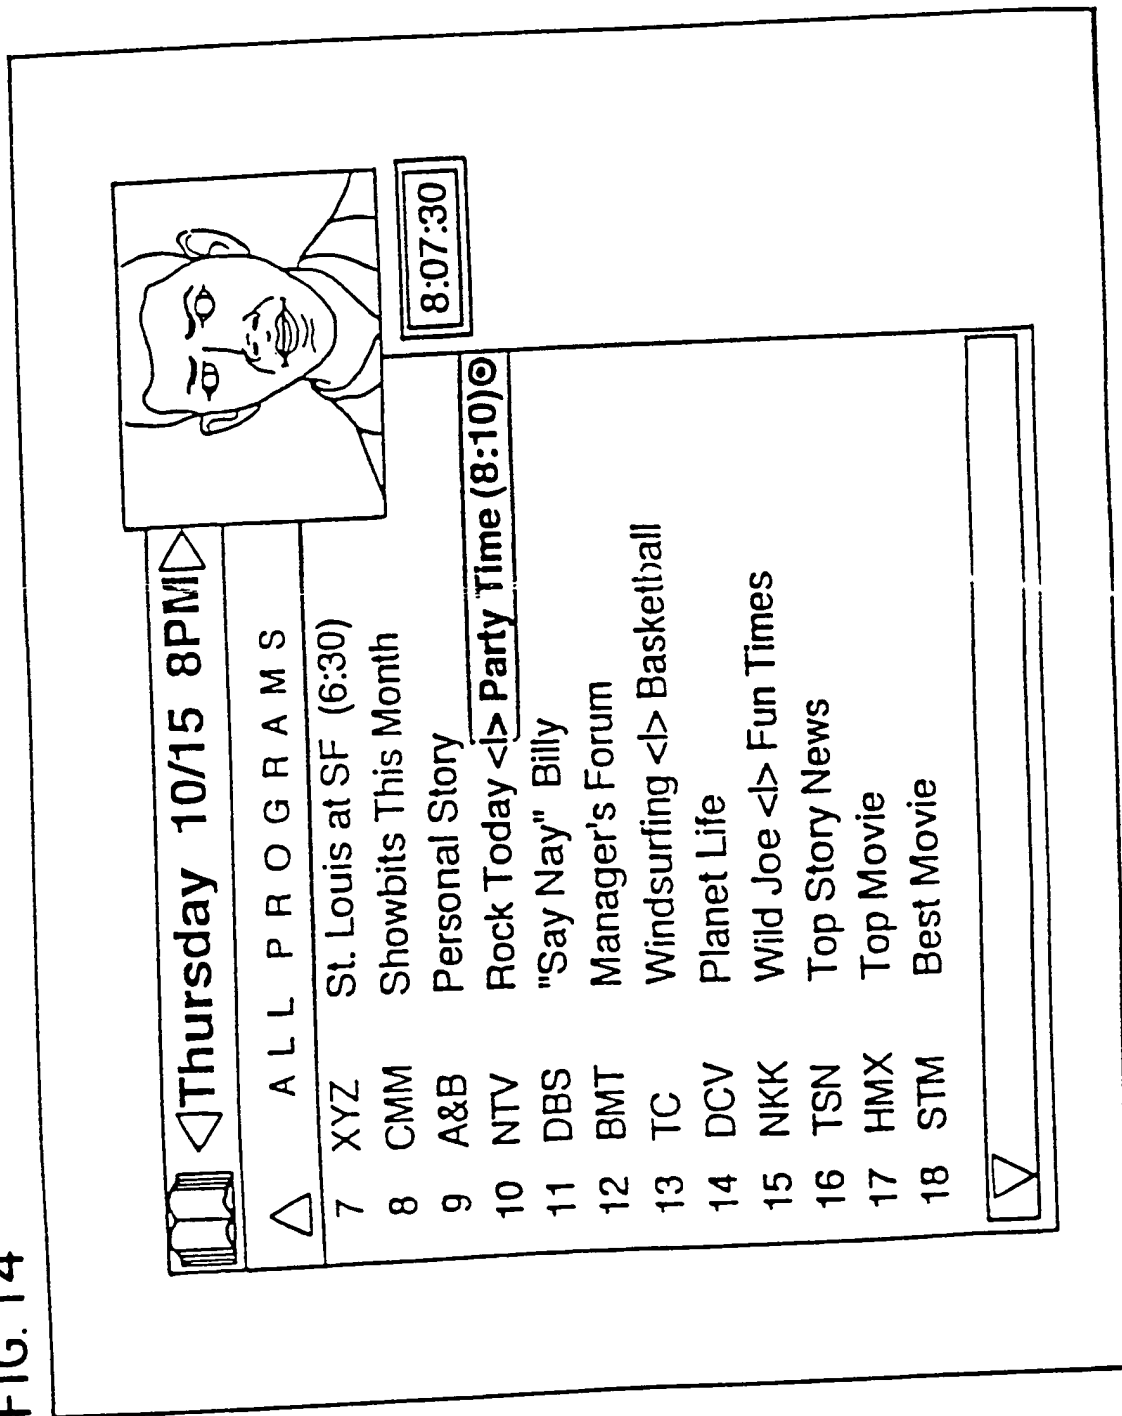 FIG. 14
Thursday 10/15 8PM
ALL PROGRAMS
7 XYZ St. Louis at SF (6:30)
8 CMM Showbits This Month
9 A&B Personal Story
10 NTV Rock Today <I> Party Time (8:10)
11 DBS "Say Nay" Billy
12 BMT Manager's Forum
13 TC Windsurfing <I> Basketball
14 DCV Planet Life
15 NKK Wild Joe <I> Fun Times
16 TSN Top Story News
17 HMX Top Movie
18 STM Best Movie
8:07:30